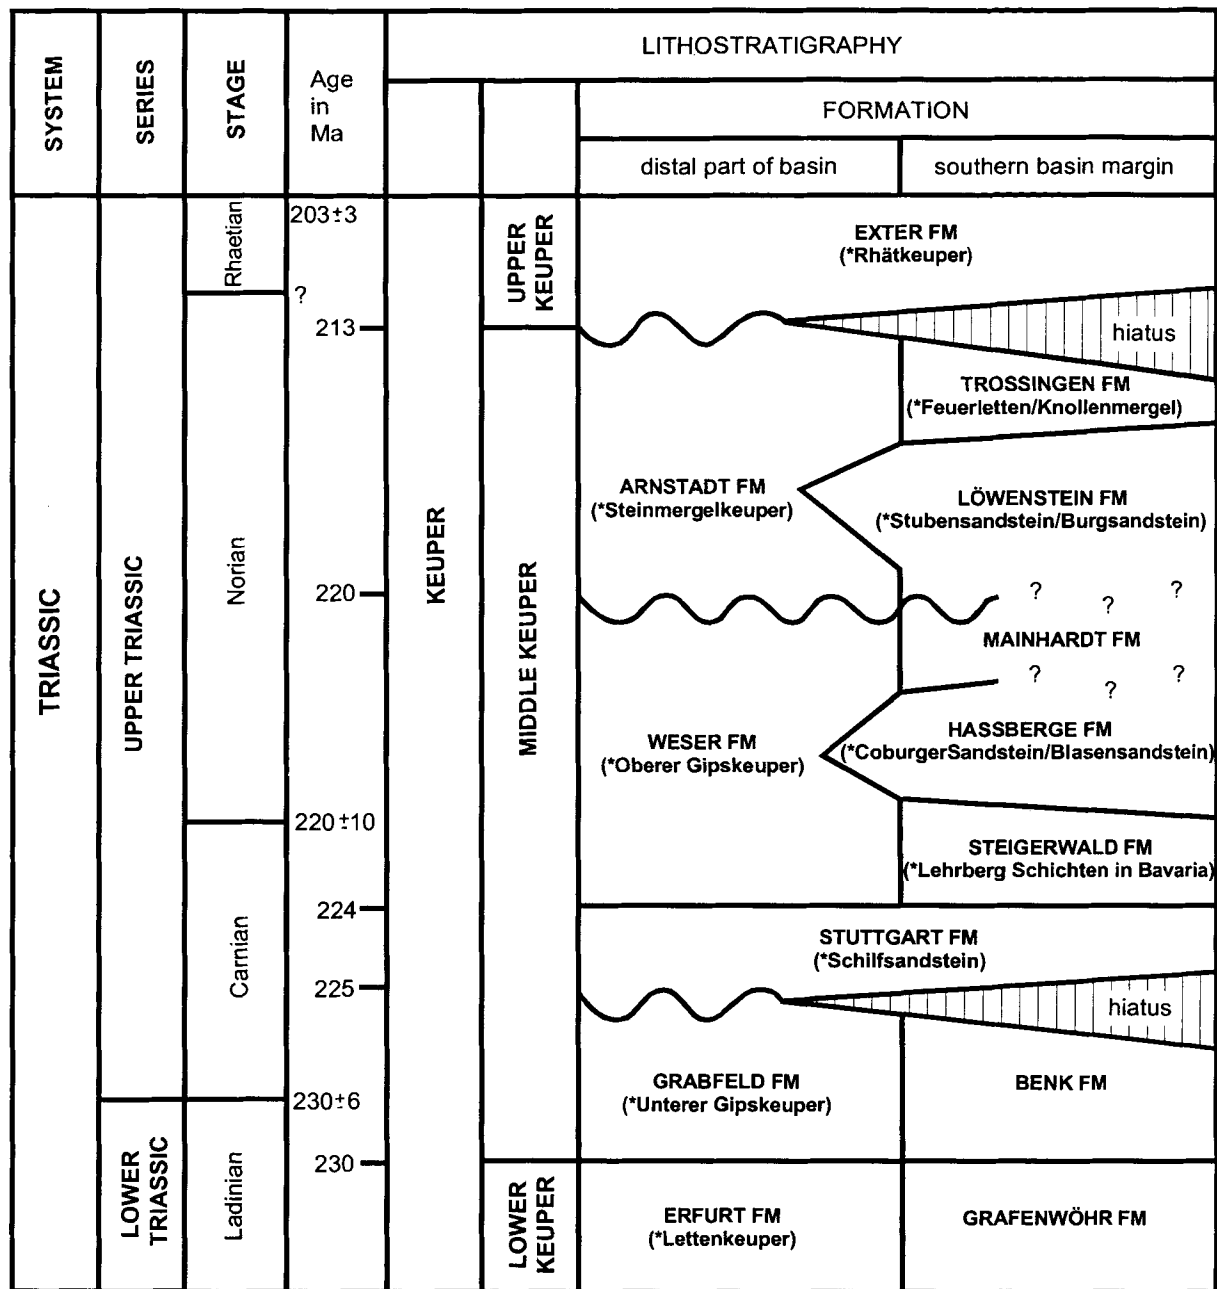 LITHOSTRATIGRAPHY
SYSTEM
SERIES
STAGE
Age
in
Ma
FORMATION
distal part of basin
southern basin margin
TRIASSIC
UPPER TRIASSIC
LOWER
TRIASSIC
Rhaetian
Norian
Carnian
Ladinian
203±3
?
213
220
220±10
224
225
230±6
230
KEUPER
UPPER
KEUPER
MIDDLE KEUPER
LOWER
KEUPER
EXTER FM
(*Rhätkeuper)
hiatus
TROSSINGEN FM
(*Feuerletten/Knollenmergel)
ARNSTADT FM
(*Steinmergelkeuper)
LÖWENSTEIN FM
(*Stubensandstein/Burgsandstein)
? ? ?
MAINHARDT FM
? ? ?
WESER FM
(*Oberer Gipskeuper)
HASSBERGE FM
(*CoburgerSandstein/Blasensandstein)
STEIGERWALD FM
(*Lehrberg Schichten in Bavaria)
STUTTGART FM
(*Schilfsandstein)
hiatus
GRABFELD FM
(*Unterer Gipskeuper)
BENK FM
ERFURT FM
(*Lettenkeuper)
GRAFENWÖHR FM